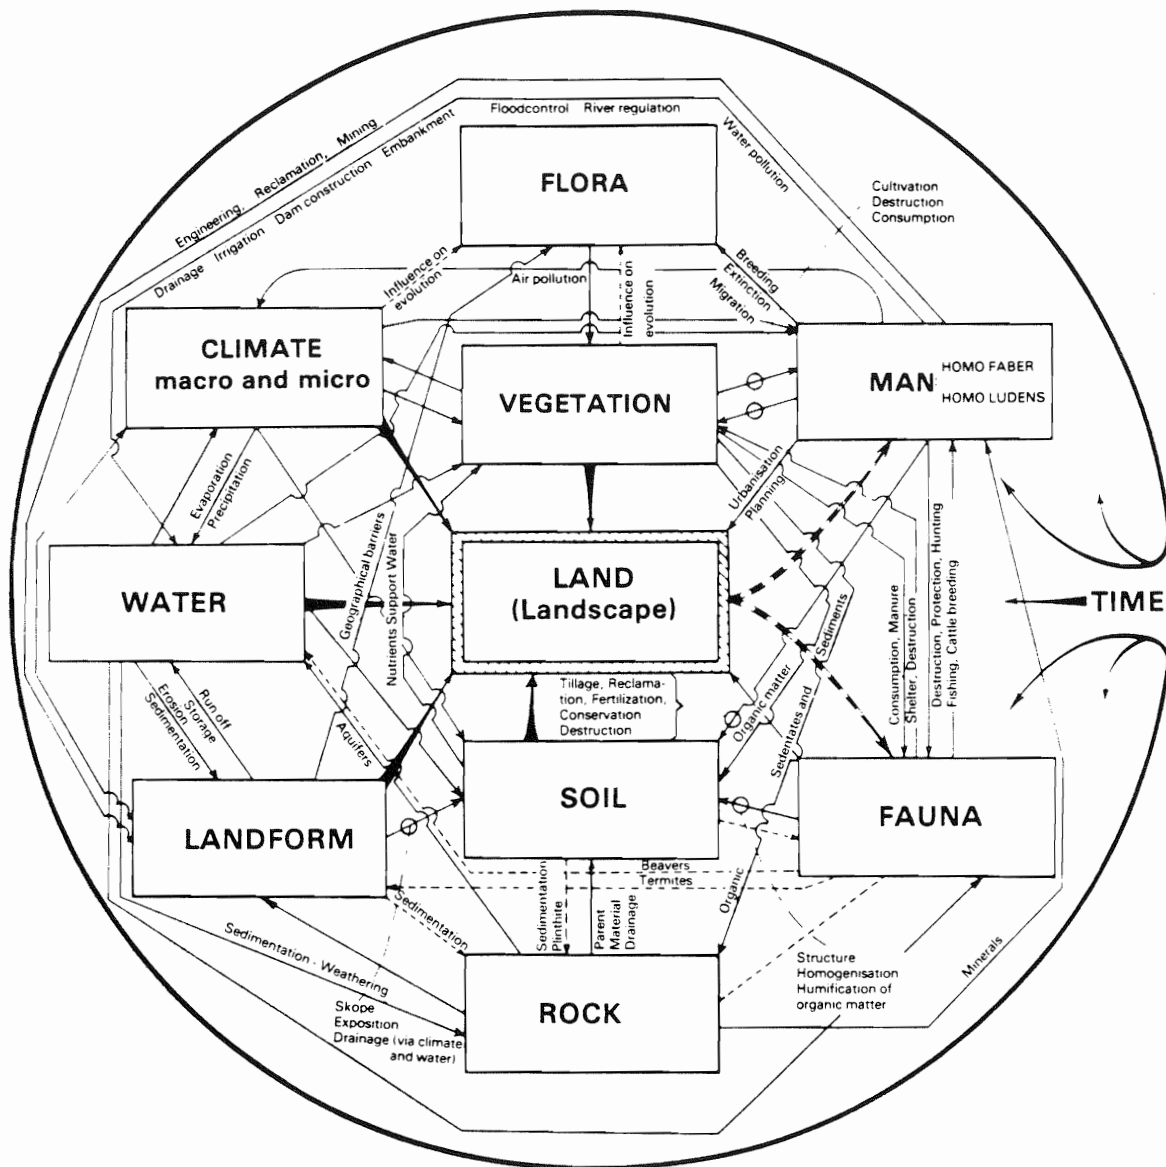 Engineering, Reclamation, Mining
Drainage Irrigation Dam construction Embankment
Floodcontrol River regulation
Water pollution
FLORA
Cultivation
Destruction
Consumption
Influence on
evolution
Air pollution
Influence on
evolution
Breeding
Extinction
Migration
CLIMATE
macro and micro
VEGETATION
MAN
HOMO FABER
HOMO LUDENS
Evaporation
Precipitation
Urbanisation
Planning
WATER
Geographical barriers
Nutrients Support Water
LAND
(Landscape)
TIME
Sediments
Sedentates and
Organic matter
Consumption, Manure
Shelter, Destruction
Destruction, Protection, Hunting
Fishing, Cattle breeding
Run off
Storage
Erosion
Sedimentation
Aquifers
Tillage, Reclama-
tion, Fertilization,
Conservation
Destruction
LANDFORM
SOIL
FAUNA
Beavers
Termites
Sedimentation
Sedimentation
Plinthite
Parent
Material
Drainage
Organic
Sedimentation - Weathering
Skope
Exposition
Drainage (via climate
and water)
ROCK
Structure
Homogenisation
Humification of
organic matter
Minerals